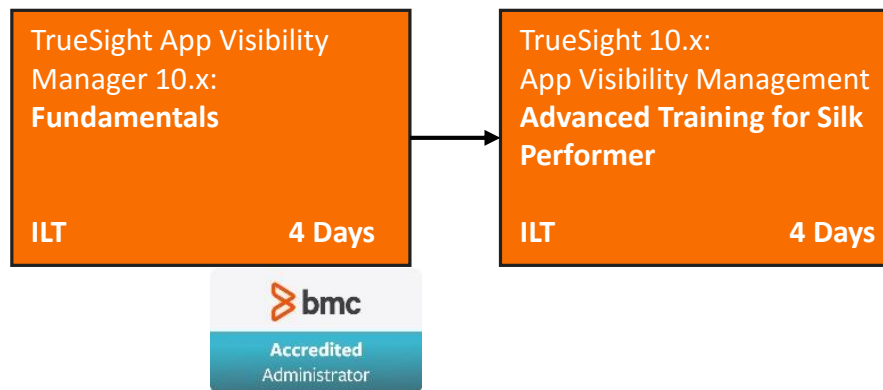 TrueSight App Visibility
Manager 10.x:
Fundamentals
ILT 4 Days
TrueSight 10.x:
App Visibility Management
Advanced Training for Silk
Performer
ILT 4 Days
bmc
Accredited
Administrator